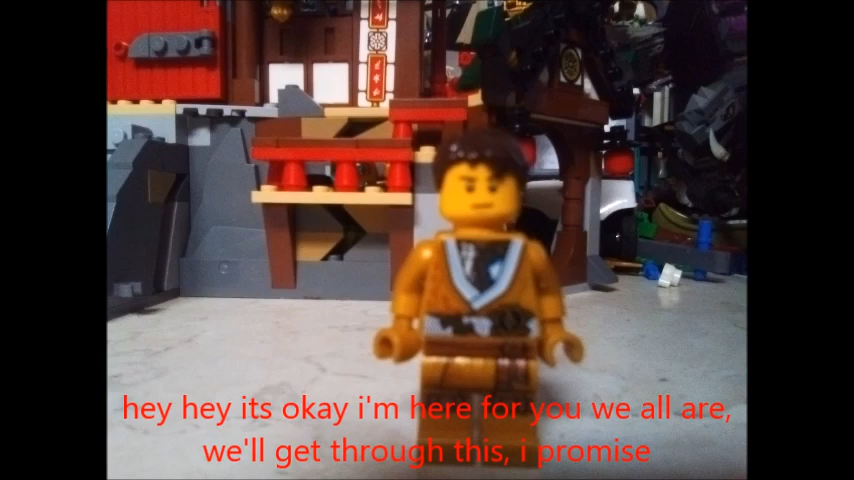 hey hey its okay i'm here for you we all are,
we'll get through this, i promise